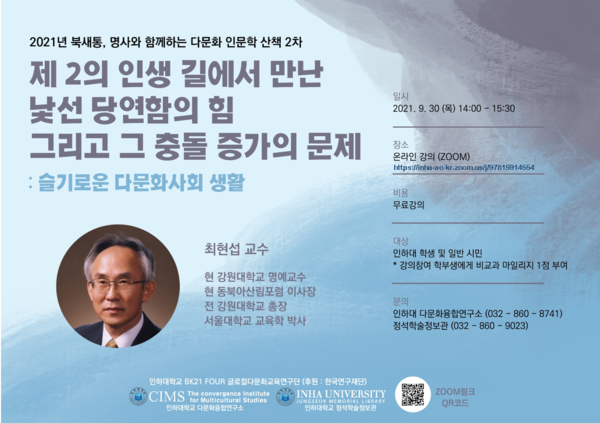 2021년 북새통, 명사와 함께하는 다문화 인문학 산책 2차
제 2의 인생 길에서 만난
낯선 당연함의 힘
그리고 그 충돌 증가의 문제
: 슬기로운 다문화사회 생활
최현섭 교수
현 강원대학교 명예교수
현 동북아산림포럼 이사장
전 강원대학교 총장
서울대학교 교육학 박사
일시
2021. 9. 30 (목) 14:00 - 15:30
장소
온라인 강의 (ZOOM)
https://inha-ac-kr.zoom.us/j/97815914554
비용
무료강의
대상
인하대 학생 및 일반 시민
* 강의참여 학부생에게 비교과 마일리지 1점 부여
문의
인하대 다문화융합연구소 (032 - 860 - 8741)
정석학술정보관 (032 - 860 - 9023)
인하대학교 BK21 FOUR 글로컬다문화교육연구단 (후원 : 한국연구재단)
CIMS The convergence Institute for Multicultural Studies
인하대학교 다문화융합연구소
INHA UNIVERSITY
JUNGSEOK MEMORIAL LIBRARY
인하대학교 정석학술정보관
ZOOM링크
QR코드